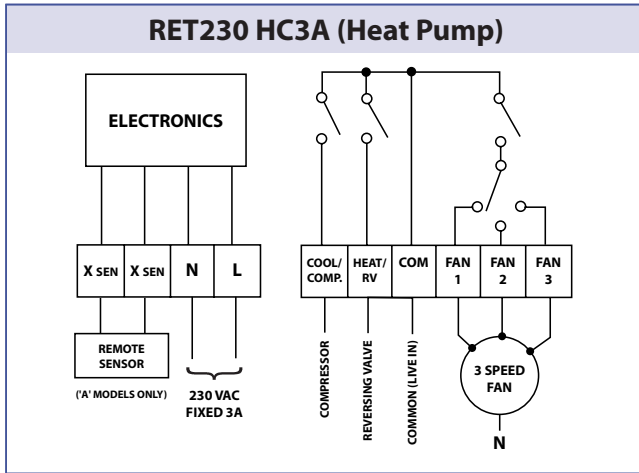 RET230 HC3A (Heat Pump)
ELECTRONICS
X SEN
X SEN
N
L
REMOTE
SENSOR
('A' MODELS ONLY)
230 VAC
FIXED 3A
COOL/
COMP.
HEAT/
RV
COM
FAN
1
FAN
2
FAN
3
COMPRESSOR
REVERSING VALVE
COMMON (LIVE IN)
3 SPEED
FAN
N